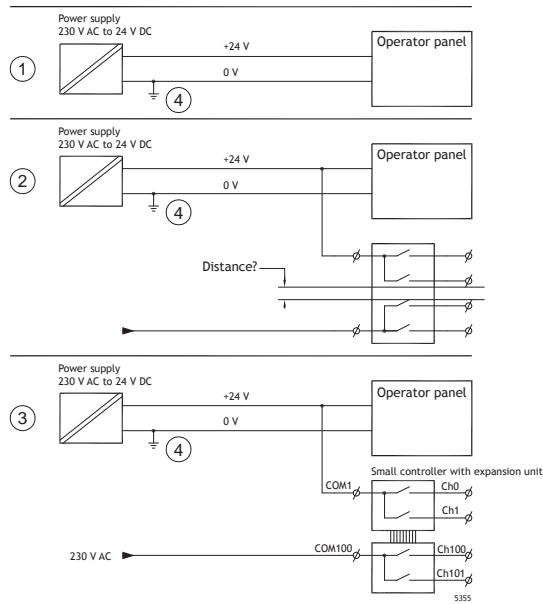 Power supply
230 V AC to 24 V DC
+24 V
Operator panel
1
0 V
4
Power supply
230 V AC to 24 V DC
+24 V
Operator panel
2
0 V
4
Distance?
Power supply
230 V AC to 24 V DC
+24 V
Operator panel
3
0 V
4
Small controller with expansion unit
COM1
Ch0
Ch1
230 V AC
COM100
Ch100
Ch101
5355